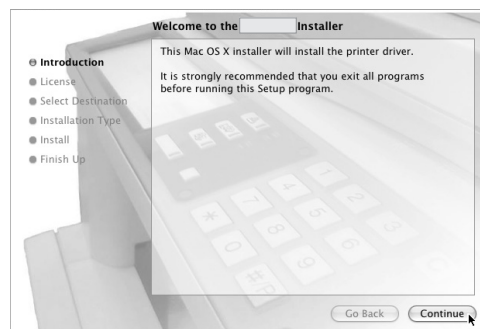 Welcome to the Installer
This Mac OS X installer will install the printer driver.
It is strongly recommended that you exit all programs
before running this Setup program.
Introduction
License
Select Destination
Installation Type
Install
Finish Up
Go Back
Continue